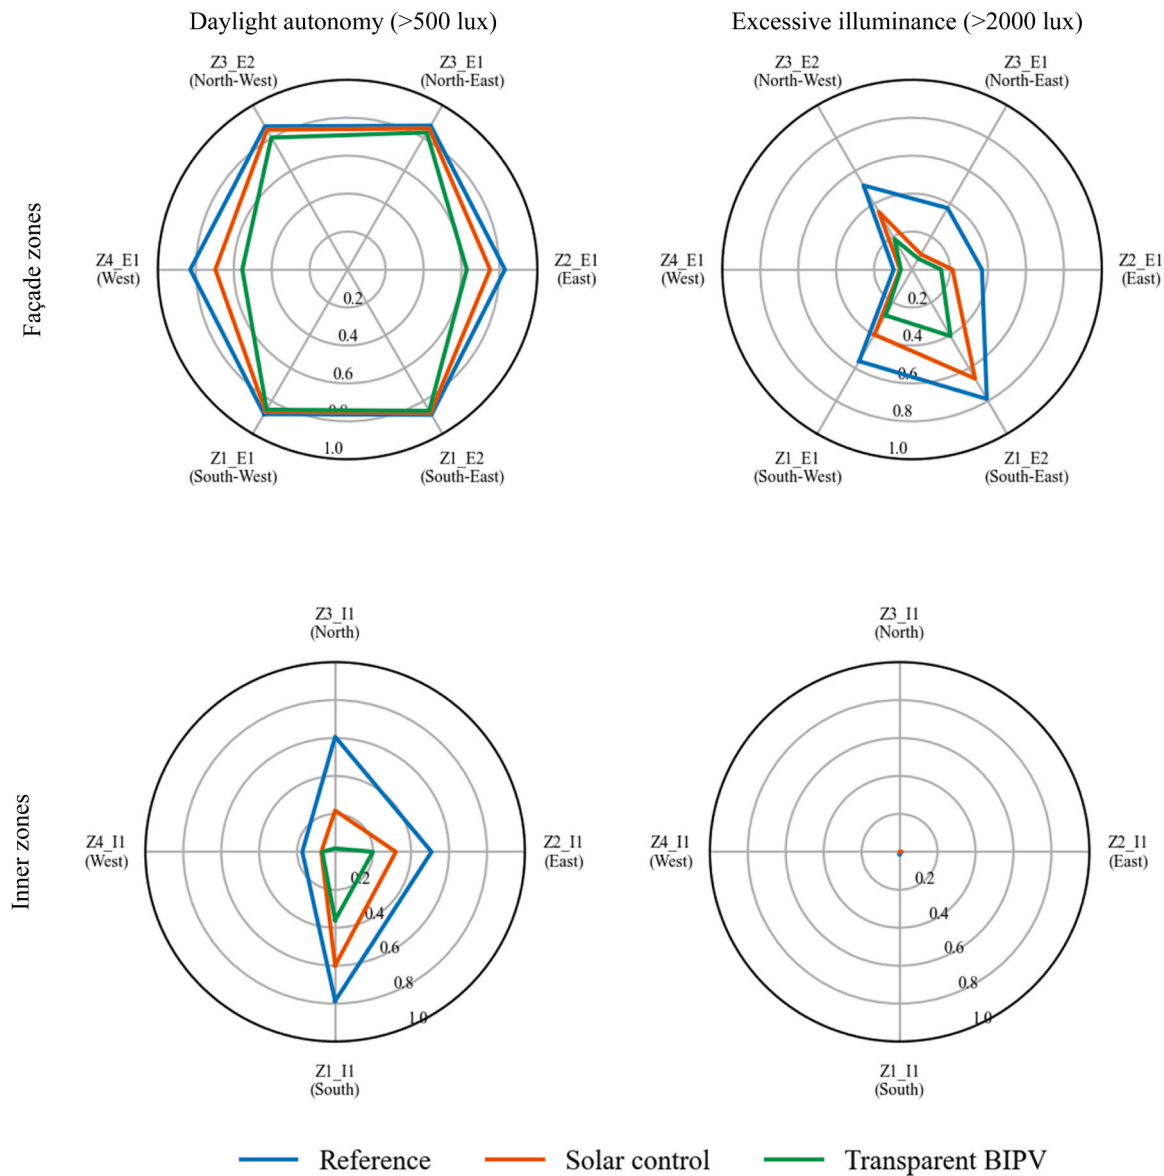 Daylight autonomy (>500 lux)
Excessive illuminance (>2000 lux)
Façade zones
Z3_E2
(North-West)
Z3_E1
(North-East)
Z4_E1
(West)
Z2_E1
(East)
0.2
0.4
0.6
0.8
1.0
Z1_E1
(South-West)
Z1_E2
(South-East)
Z3_E2
(North-West)
Z3_E1
(North-East)
Z4_E1
(West)
Z2_E1
(East)
0.2
0.4
0.6
0.8
1.0
Z1_E1
(South-West)
Z1_E2
(South-East)
Inner zones
Z3_I1
(North)
Z4_I1
(West)
Z2_I1
(East)
0.2
0.4
0.6
0.8
1.0
Z1_I1
(South)
Z3_I1
(North)
Z4_I1
(West)
Z2_I1
(East)
0.2
0.4
0.6
0.8
1.0
Z1_I1
(South)
Reference
Solar control
Transparent BIPV